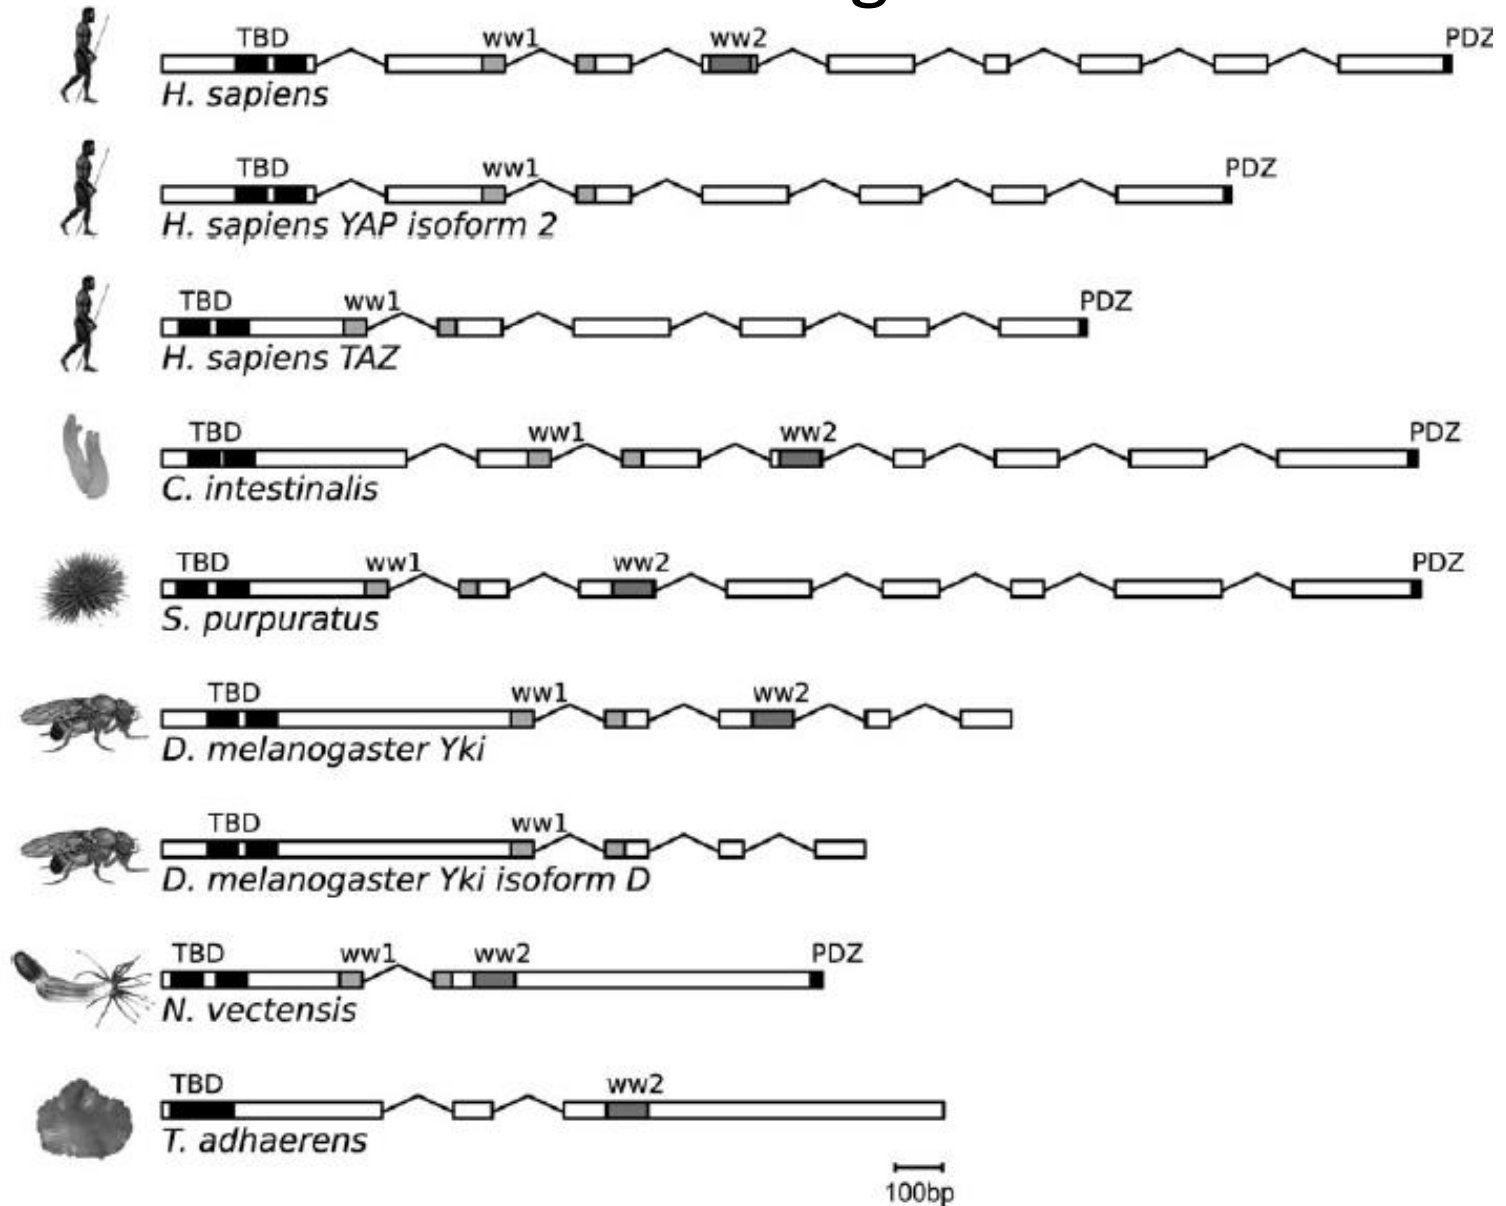 TBD ww1 ww2 PDZ
H. sapiens
TBD ww1 PDZ
H. sapiens YAP isoform 2
TBD ww1 PDZ
H. sapiens TAZ
TBD ww1 ww2 PDZ
C. intestinalis
TBD ww1 ww2 PDZ
S. purpuratus
TBD ww1 ww2
D. melanogaster Yki
TBD ww1
D. melanogaster Yki isoform D
TBD ww1 ww2 PDZ
N. vectensis
TBD ww2
T. adhaerens
100bp